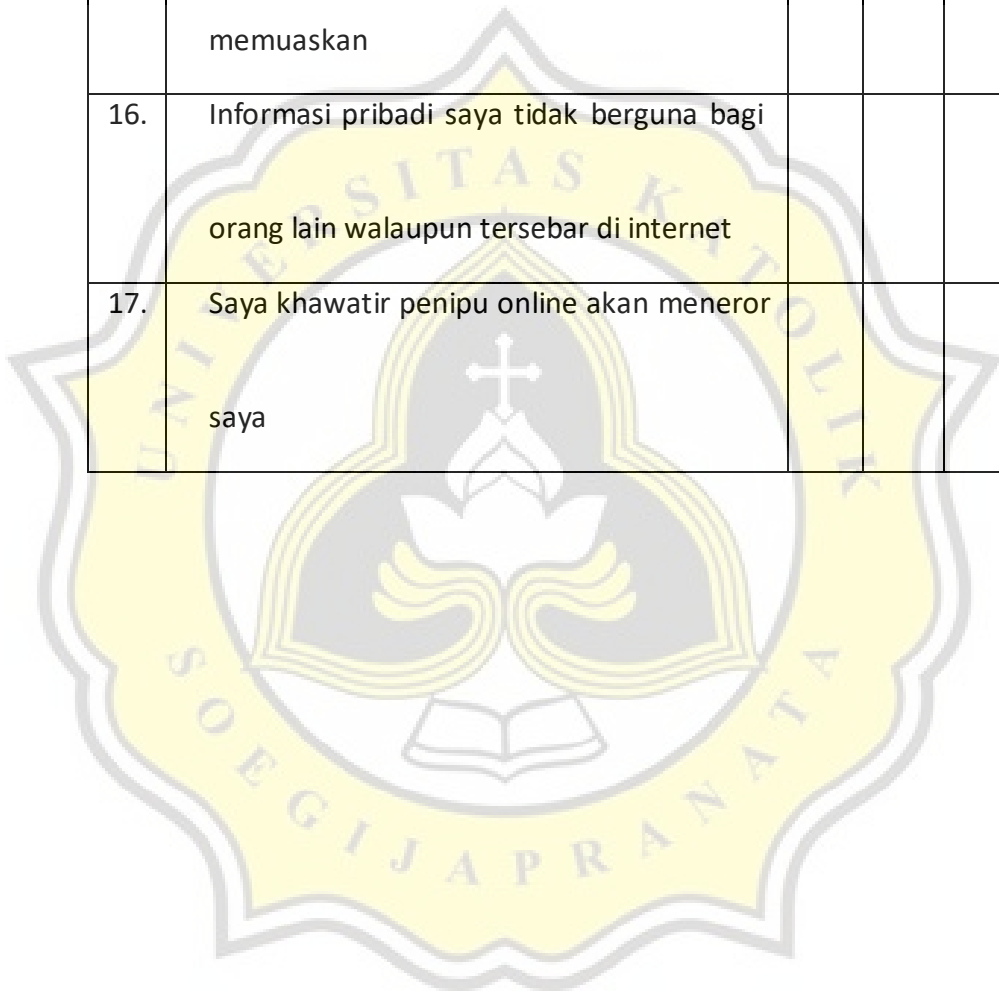 memuaskan
16. Informasi pribadi saya tidak berguna bagi
orang lain walaupun tersebar di internet
17. Saya khawatir penipu online akan meneror
saya
UNIVERSITAS KATOLIK
SOEGIJAPRANATA